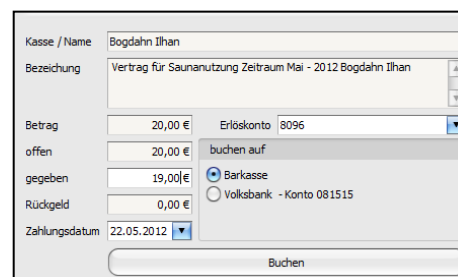 Kasse / Name Bogdahn Ilhan
Bezeichung Vertrag für Saunanutzung Zeitraum Mai - 2012 Bogdahn Ilhan
Betrag 20,00 € Erlöskonto 8096
offen 20,00 € buchen auf
gegeben 19,00 € Barkasse
Rückgeld 0,00 € Volksbank - Konto 081515
Zahlungsdatum 22.05.2012
Buchen